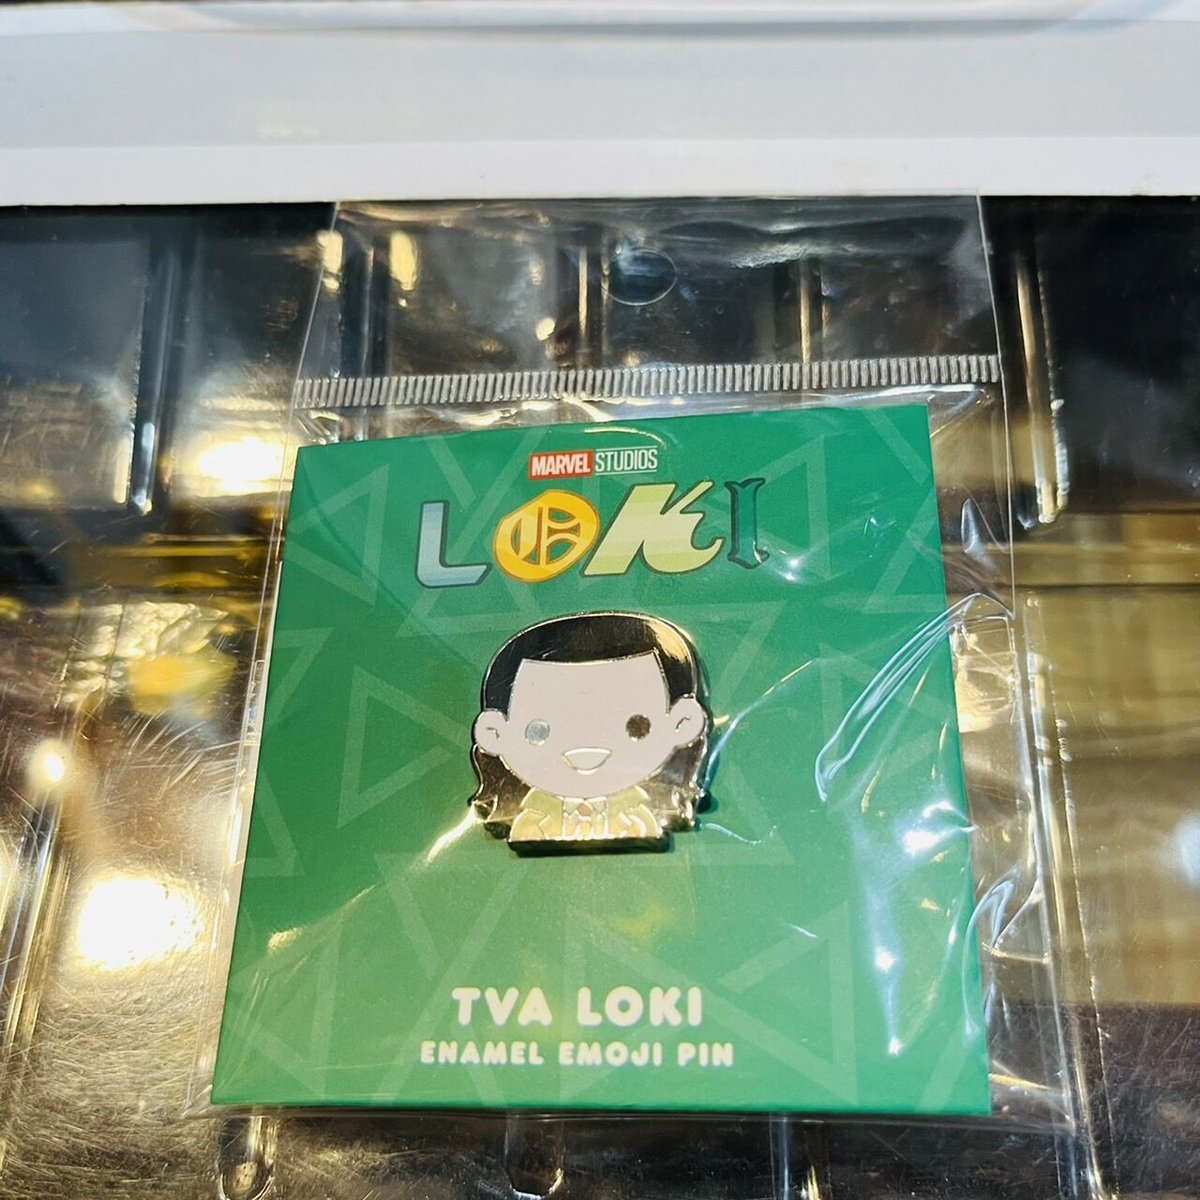 MARVEL STUDIOS
LOKI
TVA LOKI
ENAMEL EMOJI PIN